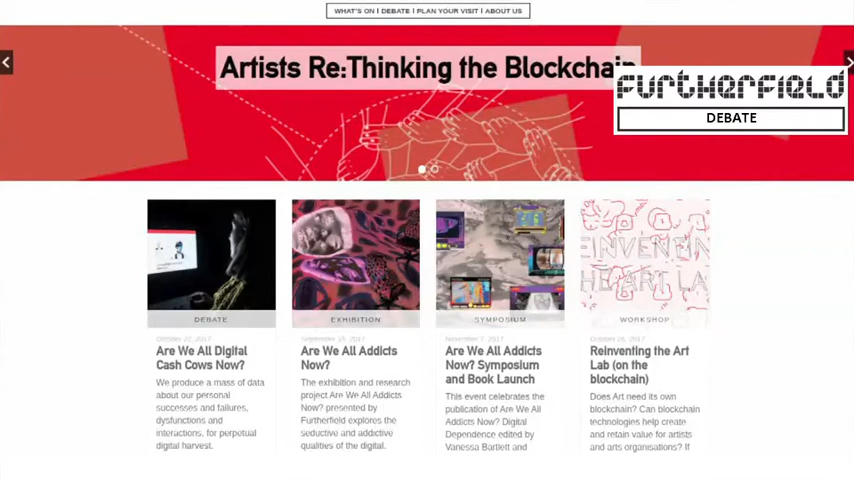 WHAT'S ON | DEBATE | PLAN YOUR VISIT | ABOUT US
Artists Re:Thinking the Blockchain
FURTHERFIELD
DEBATE
DEBATE
October 22, 2017
Are We All Digital
Cash Cows Now?
We produce a mass of data
about our personal
successes and failures,
dysfunctions and
interactions, for perpetual
digital harvest.
EXHIBITION
Are We All Addicts
Now?
The exhibition and research
project Are We All Addicts
Now? presented by
Furtherfield explores the
seductive and addictive
qualities of the digital.
SYMPOSIUM
November 7, 2017
Are We All Addicts
Now? Symposium
and Book Launch
This event celebrates the
publication of Are We All
Addicts Now? Digital
Dependence edited by
Vanessa Bartlett and
WORKSHOP
Reinventing the Art
Lab (on the
blockchain)
Does Art need its own
blockchain? Can blockchain
technologies help create
and retain value for artists
and arts organisations? If